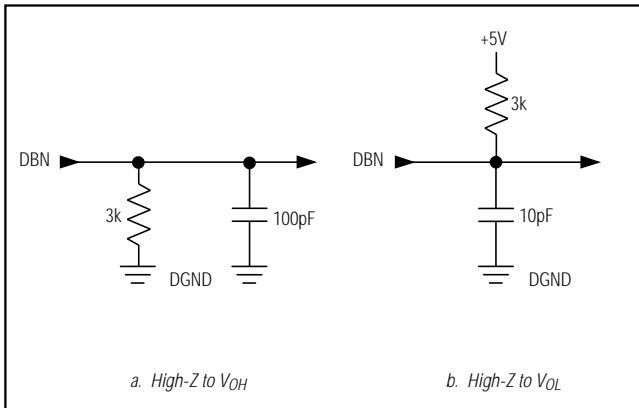 +5V
3k
DBN
DBN
3k
100pF
10pF
DGND
DGND
a. High-Z to VOH
b. High-Z to VOL